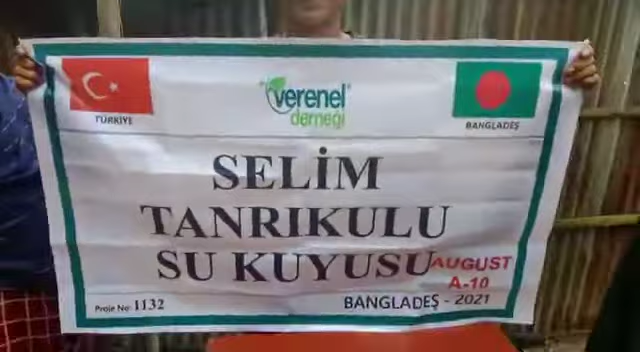 verenel
derneği
TÜRKİYE
BANGLADEŞ
SELİM
TANRIKULU
SU KUYUSU
AUGUST
A-10
Proje No: 1132
BANGLADEŞ - 2021